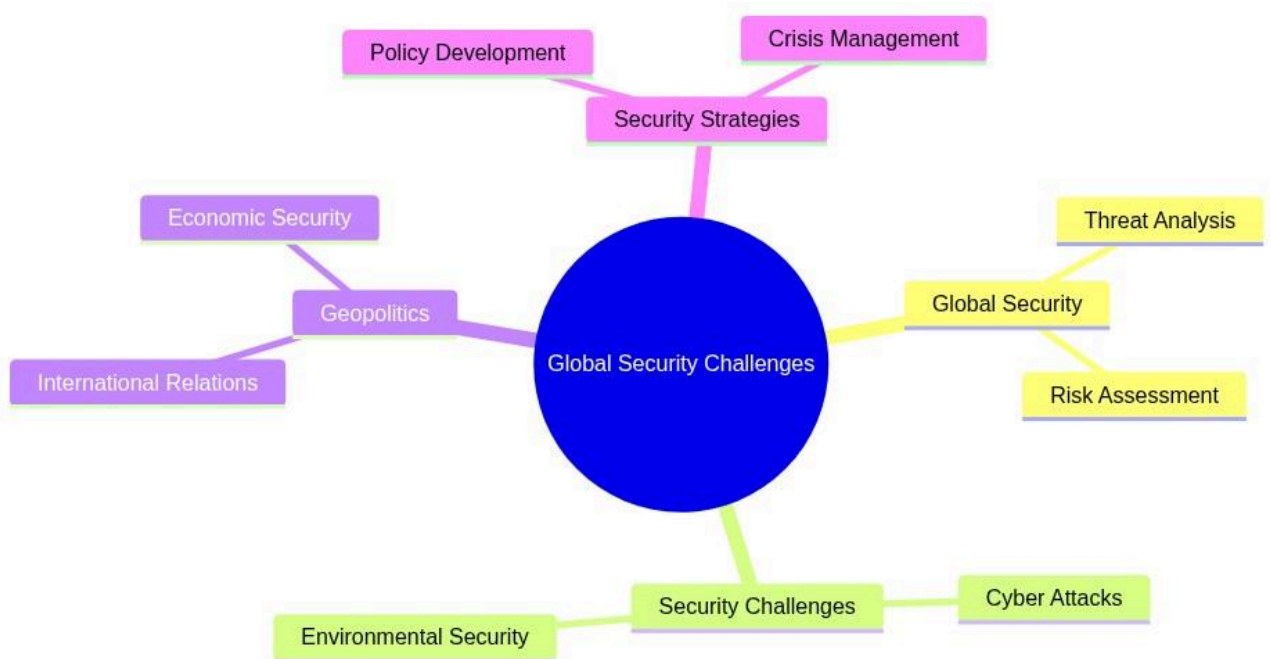 Crisis Management
Policy Development
Security Strategies
Economic Security
Threat Analysis
Global Security
Geopolitics
Global Security Challenges
International Relations
Risk Assessment
Cyber Attacks
Security Challenges
Environmental Security